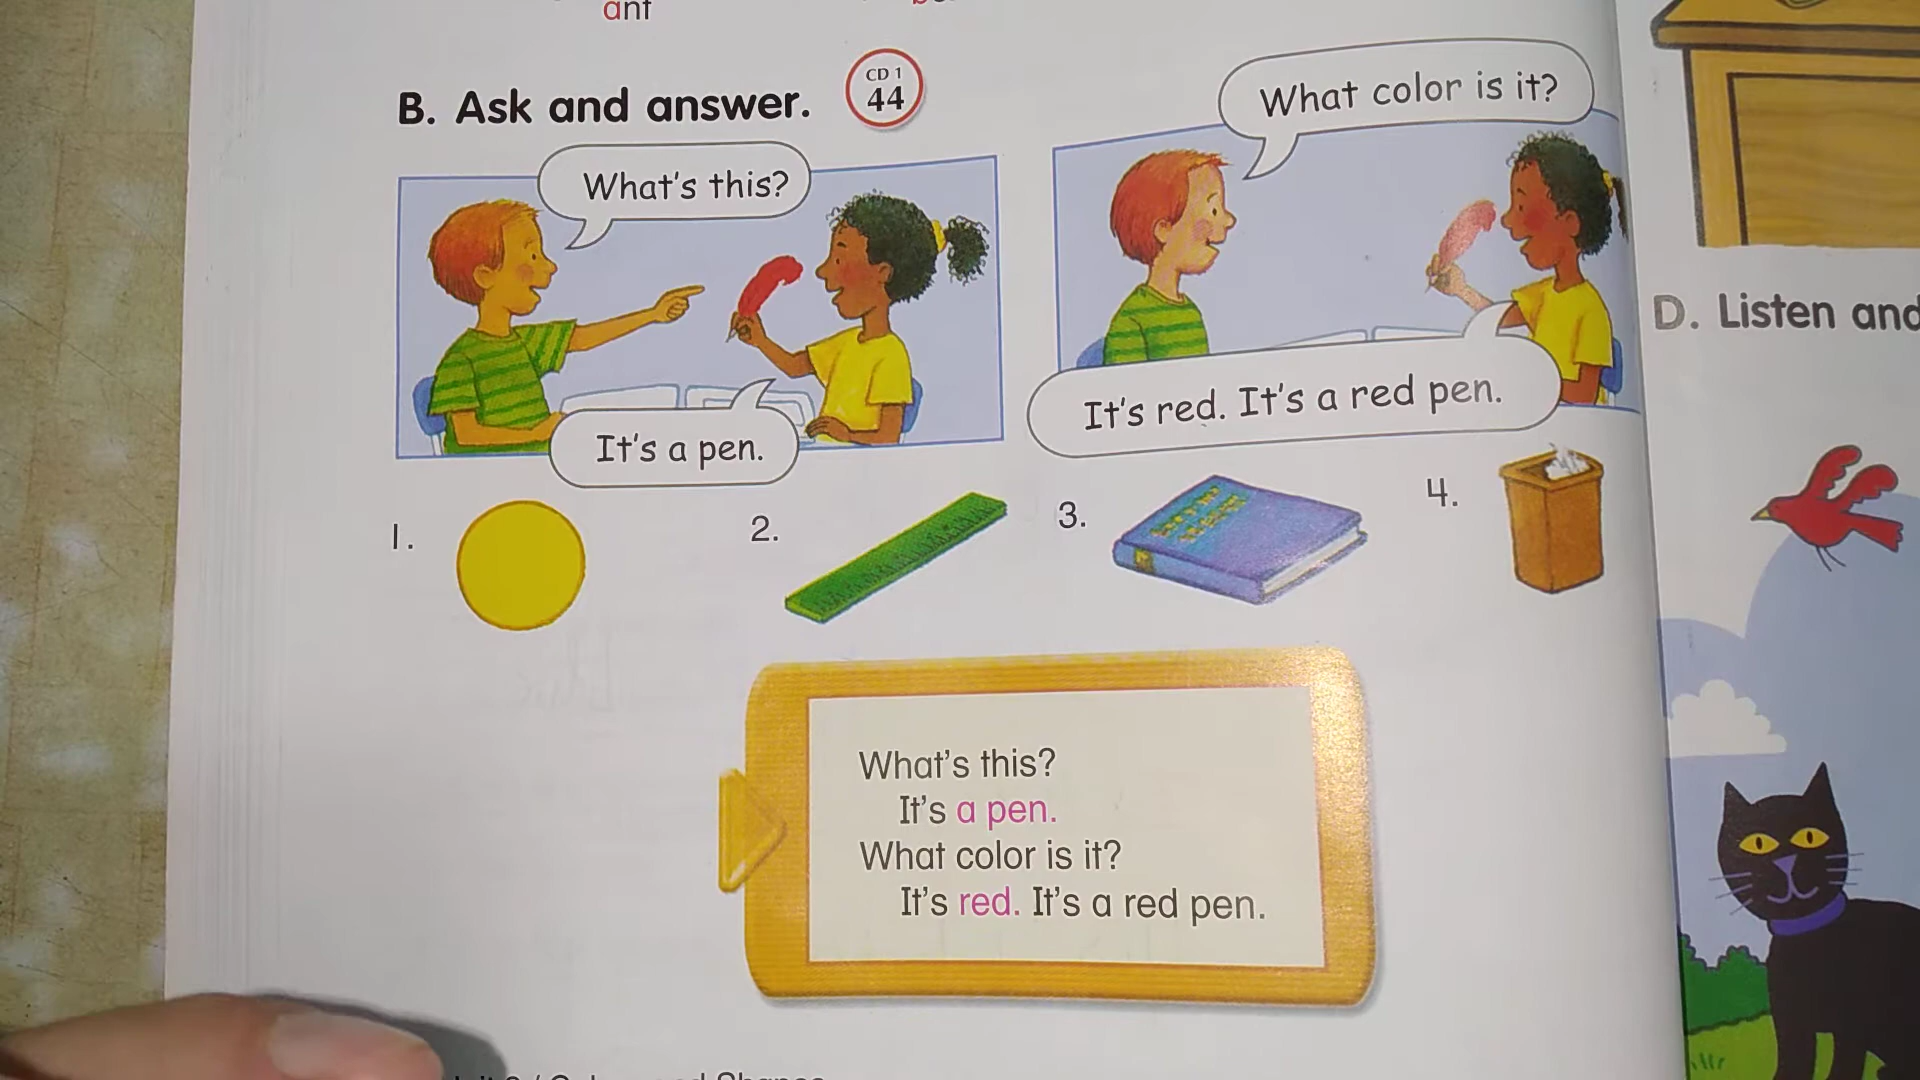 ant
B. Ask and answer.
CD 1
44
What's this?
It's a pen.
What color is it?
It's red. It's a red pen.
1.
2.
3.
4.
What's this?
It's a pen.
What color is it?
It's red. It's a red pen.
D. Listen and